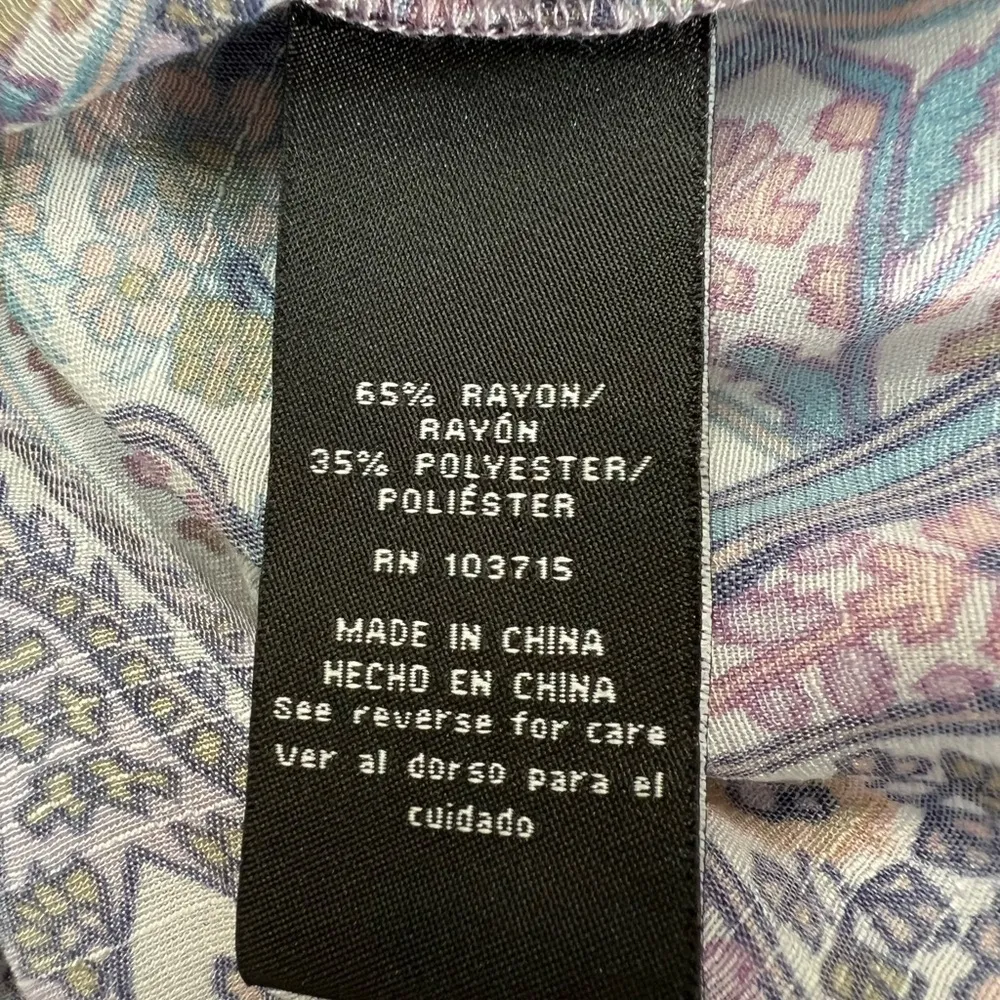 65% RAYON/
RAYÓN
35% POLYESTER/
POLIÉSTER
RN 103715
MADE IN CHINA
HECHO EN CHINA
See reverse for care
Ver al dorso para el
cuidado